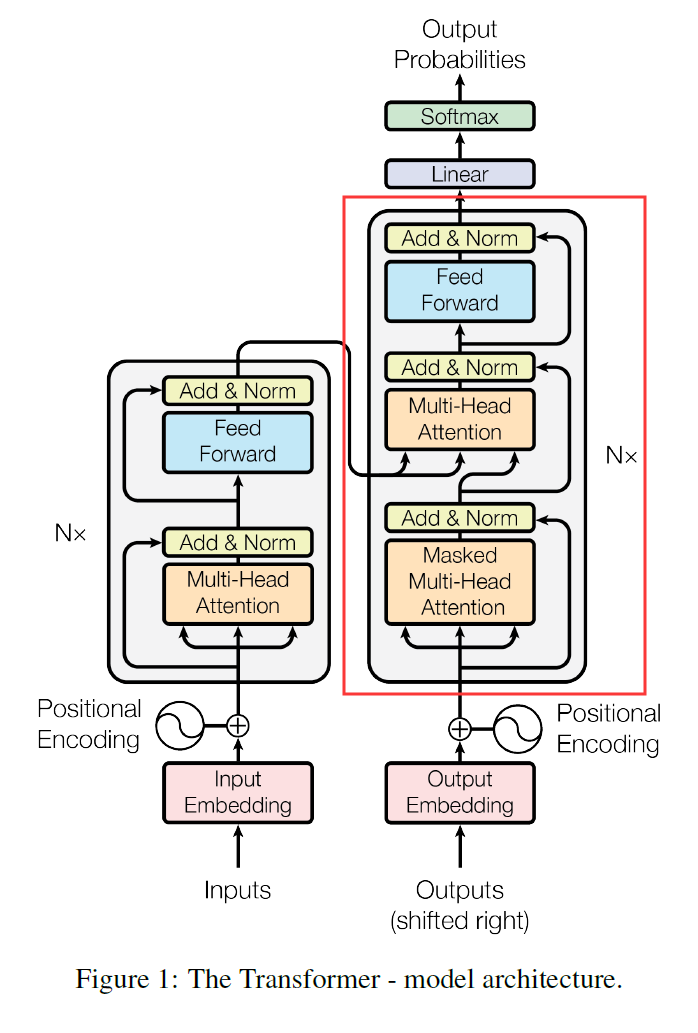 Output
Probabilities
Softmax
Linear
Add & Norm
Feed
Forward
Add & Norm
Multi-Head
Attention
N×
Add & Norm
Masked
Multi-Head
Attention
Add & Norm
Feed
Forward
N×
Add & Norm
Multi-Head
Attention
Positional
Encoding
Positional
Encoding
Input
Embedding
Output
Embedding
Inputs
Outputs
(shifted right)
Figure 1: The Transformer - model architecture.